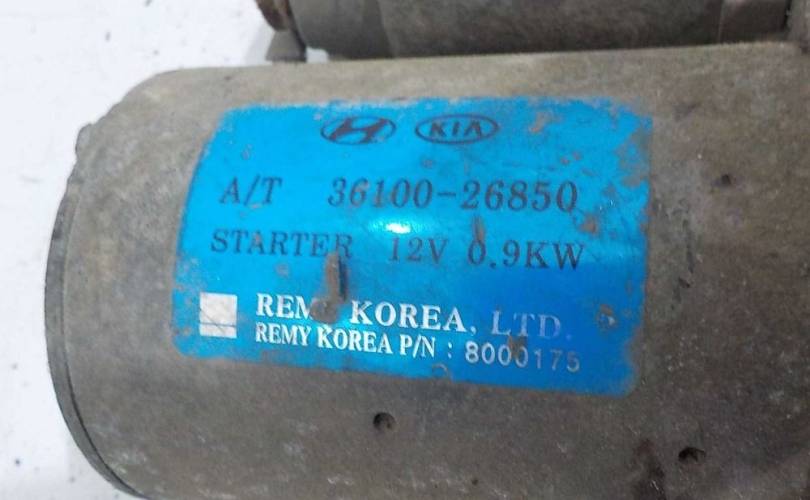 KIA
A/T 36100-26850
STARTER 12V 0.9KW
REMY KOREA, LTD.
REMY KOREA P/N : 8000175